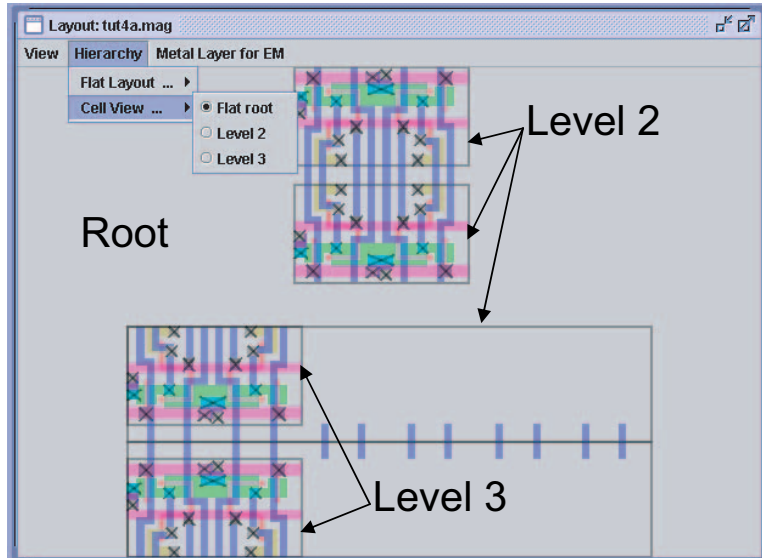 Layout: tut4a.mag
View Hierarchy Metal Layer for EM
Flat Layout ...
Cell View ...
Flat root
Level 2
Level 3
Level 2
Root
Level 3